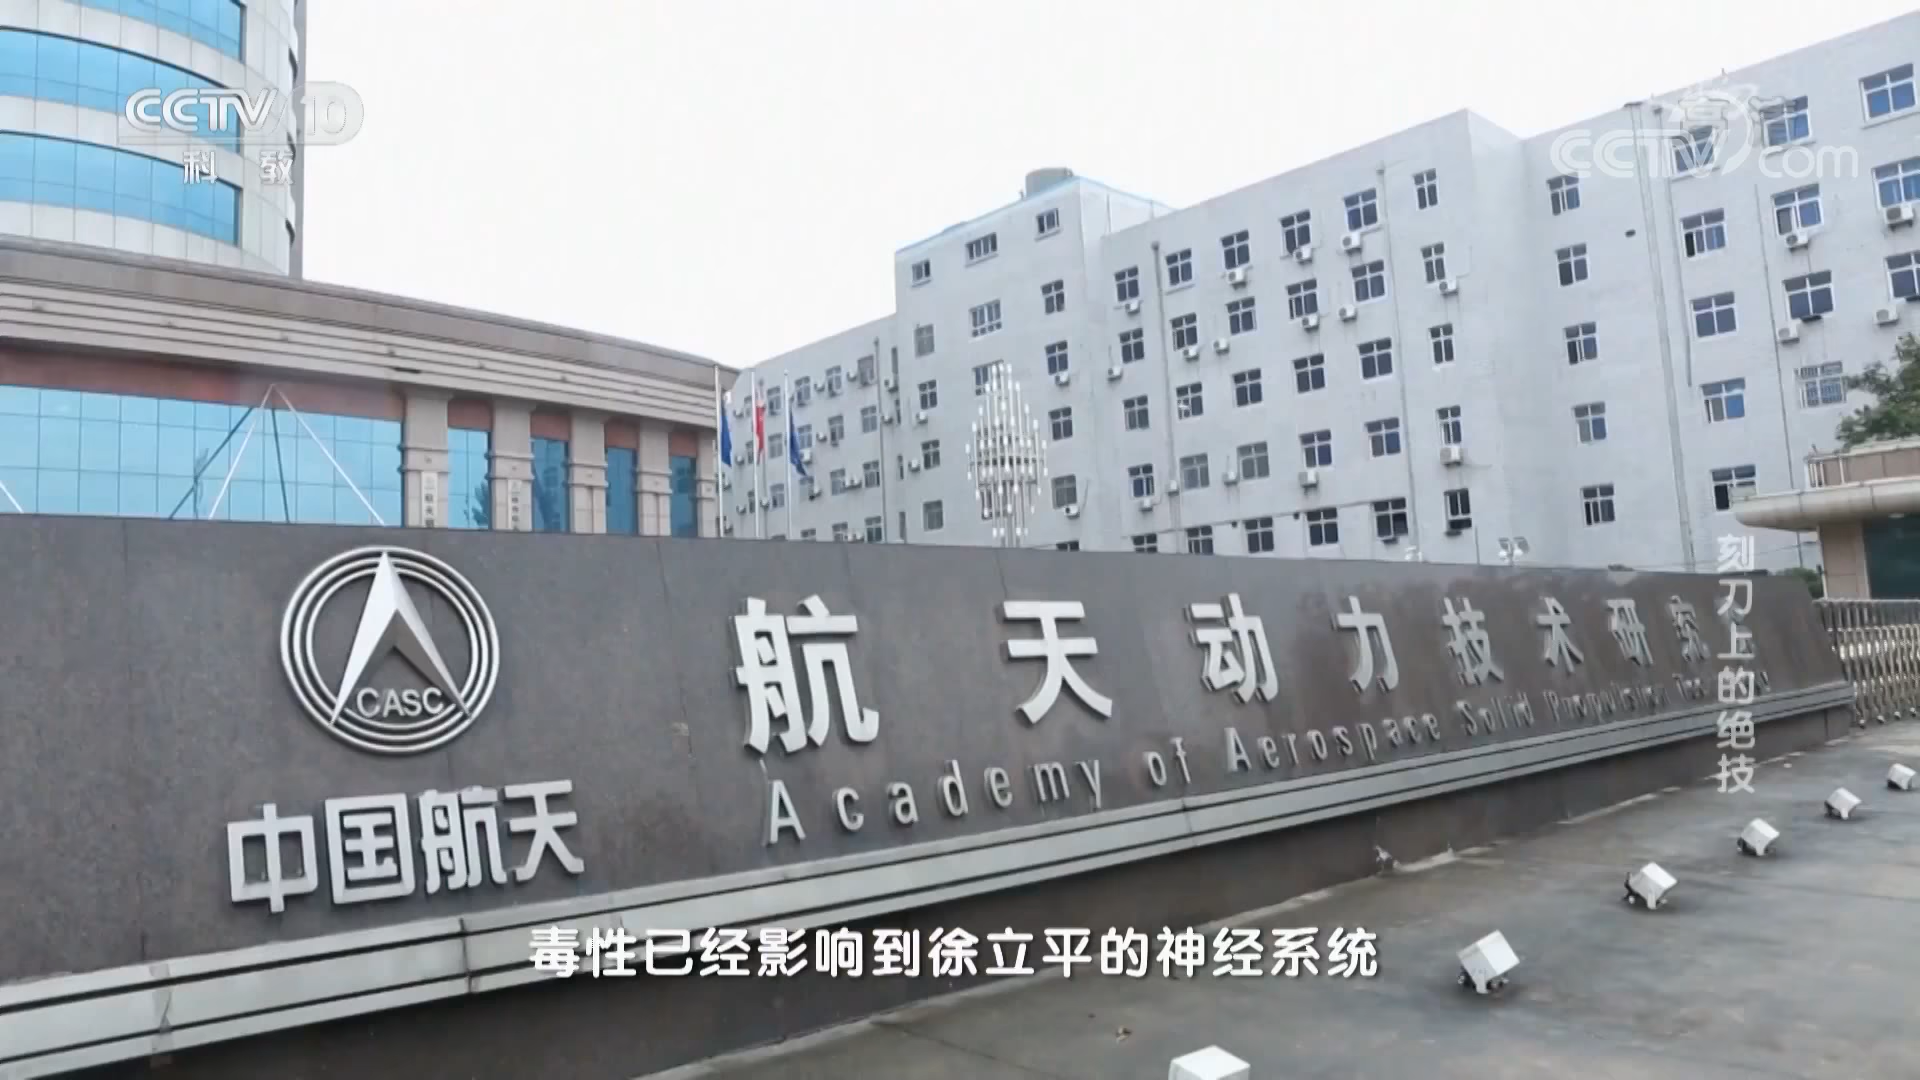 CCTV 10
科教
CCTV.com
CASC
中国航天
航天动力技术研究
Academy of Aerospace Solid Propulsion
刻刀上的绝技
毒性已经影响到徐立平的神经系统